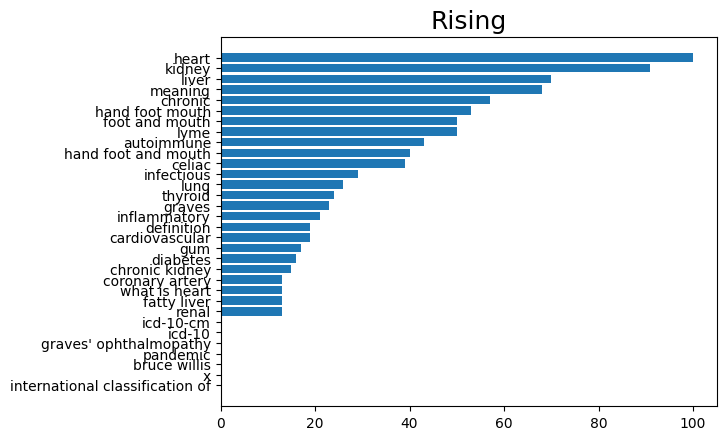 Rising
heart
kidney
liver
meaning
chronic
hand foot mouth
foot and mouth
lyme
autoimmune
hand foot and mouth
celiac
infectious
lung
thyroid
graves
inflammatory
definition
cardiovascular
gum
diabetes
chronic kidney
coronary artery
what is heart
fatty liver
renal
icd-10-cm
icd-10
graves' ophthalmopathy
pandemic
bruce willis
x
international classification of
0 20 40 60 80 100